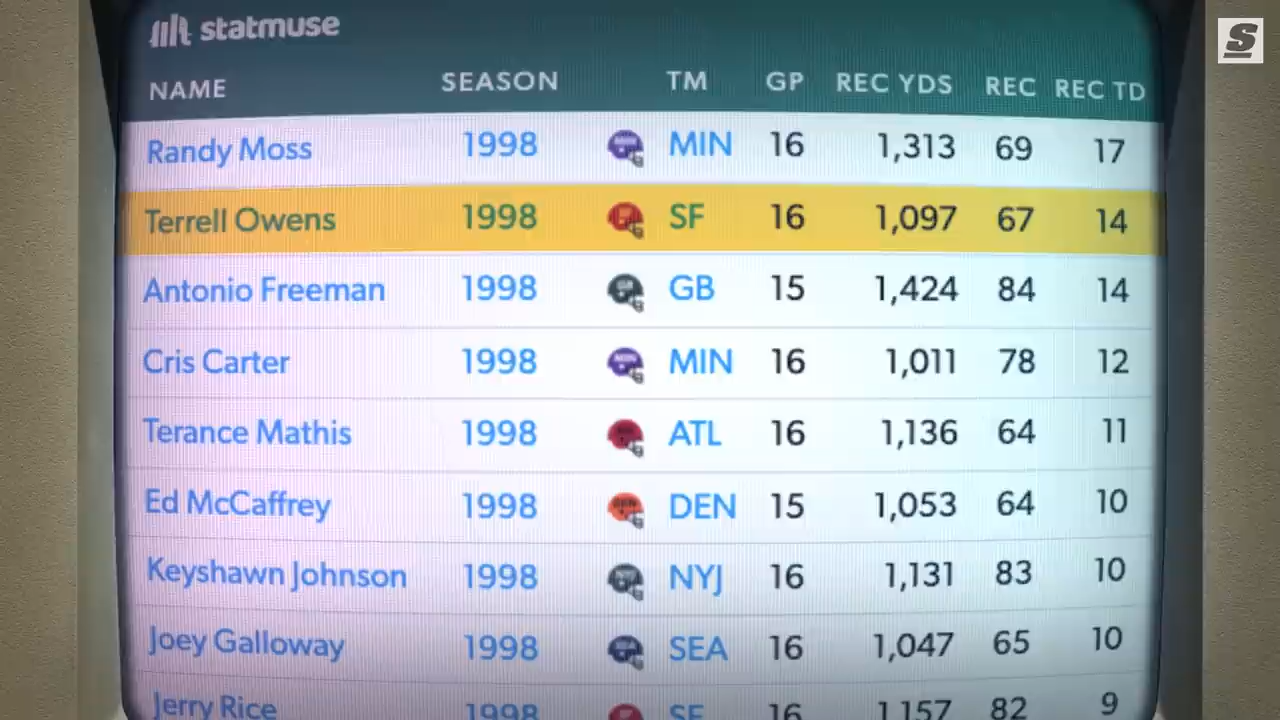 statmuse
S
NAME SEASON TM GP REC YDS REC REC TD
Randy Moss 1998 MIN 16 1,313 69 17
Terrell Owens 1998 SF 16 1,097 67 14
Antonio Freeman 1998 GB 15 1,424 84 14
Cris Carter 1998 MIN 16 1,011 78 12
Terance Mathis 1998 ATL 16 1,136 64 11
Ed McCaffrey 1998 DEN 15 1,053 64 10
Keyshawn Johnson 1998 NYJ 16 1,131 83 10
Joey Galloway 1998 SEA 16 1,047 65 10
Jerry Rice 1998 SF 16 1,157 82 9